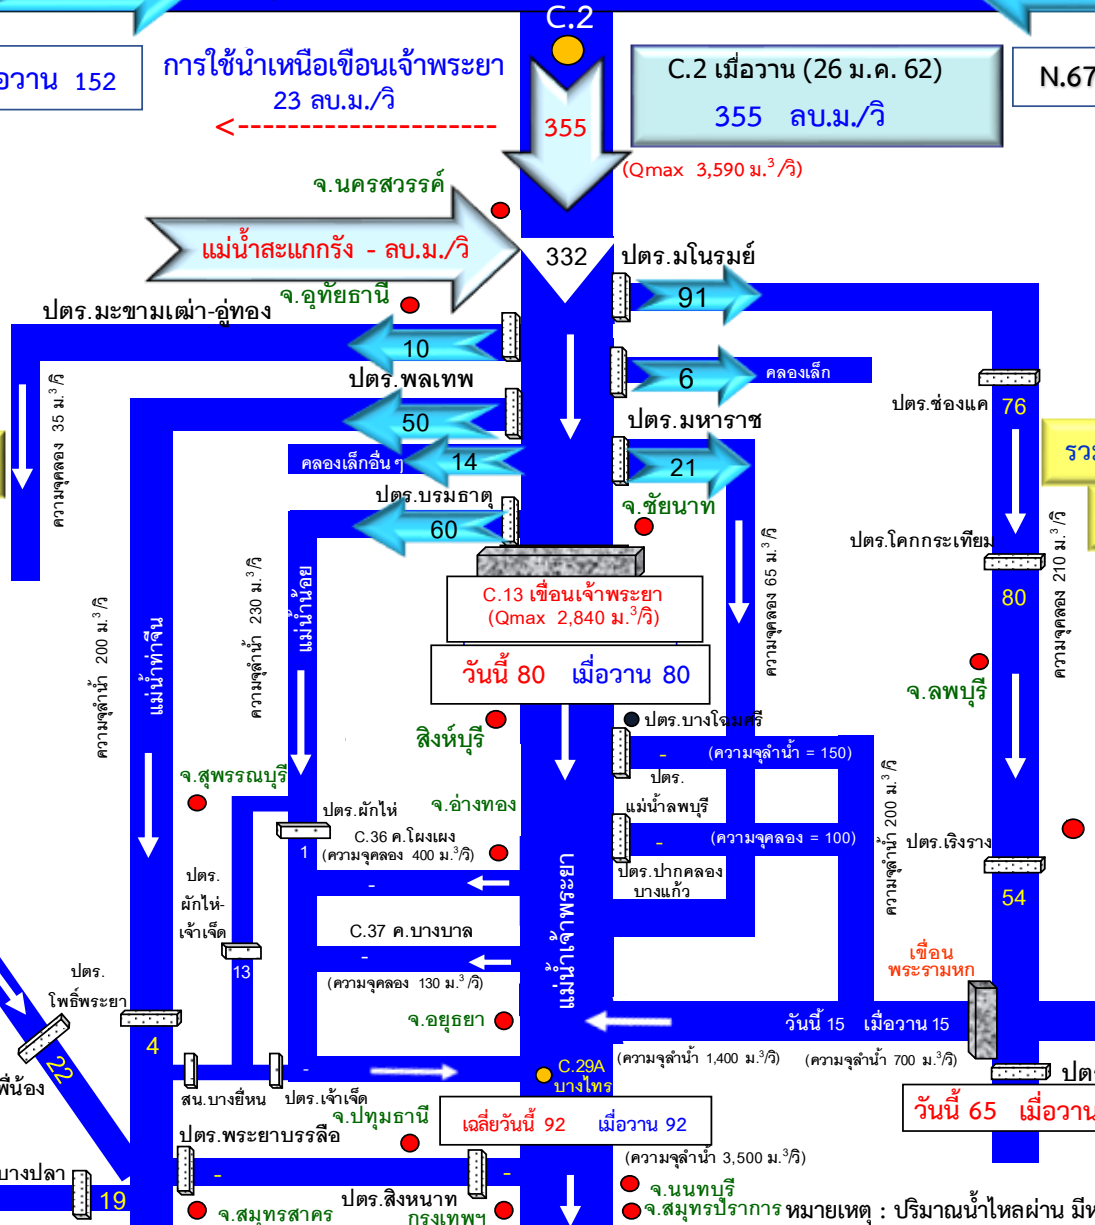 C.2
อวาน 152
การใช้น้ำเหนือเขื่อนเจ้าพระยา
23 ลบ.ม./วิ
355
C.2 เมื่อวาน (26 ม.ค. 62)
355 ลบ.ม./วิ
N.67
(Qmax 3,590 ม.³/วิ)
จ.นครสวรรค์
แม่น้ำสะแกกรัง - ลบ.ม./วิ
332
ปตร.มโนรมย์
91
จ.อุทัยธานี
ปตร.มะขามเฒ่า-อู่ทอง
10
ความจุคลอง 35 ม.³/วิ
6
คลองเล็ก
ปตร.พลเทพ
50
ปตร.ช่องแค
76
ปตร.มหาราช
21
คลองเล็กอื่นๆ
14
รวม
ปตร.บรมธาตุ
60
จ.ชัยนาท
ปตร.โคกกระเทียม
80
ความจุคลอง 210 ม.³/วิ
ความจุคลอง 65 ม.³/วิ
C.13 เขื่อนเจ้าพระยา
(Qmax 2,840 ม.³/วิ)
วันนี้ 80 เมื่อวาน 80
ความจุลำน้ำ 200 ม.³/วิ
แม่น้ำท่าจีน
ความจุลำน้ำ 230 ม.³/วิ
แม่น้ำน้อย
จ.ลพบุรี
สิงห์บุรี
ปตร.บางโฉมศรี
- (ความจุลำน้ำ = 150)
ปตร.
แม่น้ำลพบุรี
- (ความจุคลอง = 100)
ปตร.ปากคลอง
บางแก้ว
ความจุลำน้ำ 200 ม.³/วิ
ปตร.เริงราง
54
จ.สุพรรณบุรี
จ.อ่างทอง
ปตร.ผักไห่
1
C.36 ค.โผงเผง
(ความจุคลอง 400 ม.³/วิ)
-
ปตร.
ผักไห่-
เจ้าเจ็ด
13
C.37 ค.บางบาล
-
(ความจุคลอง 130 ม.³/วิ)
แม่น้ำเจ้าพระยา
เขื่อน
พระรามหก
ปตร.
โพธิ์พระยา
4
จ.อยุธยา
วันนี้ 15 เมื่อวาน 15
(ความจุลำน้ำ 1,400 ม.³/วิ)
(ความจุลำน้ำ 700 ม.³/วิ)
22
พี่น้อง
สน.บางยี่หน
ปตร.เจ้าเจ็ด
-
C.29A
บางไทร
ปตร
วันนี้ 65 เมื่อวาน
เฉลี่ยวันนี้ 92 เมื่อวาน 92
(ความจุลำน้ำ 3,500 ม.³/วิ)
จ.ปทุมธานี
ปตร.พระยาบรรลือ
- -
บางปลา
19
ปตร.สิงหนาท
จ.สมุทรสาคร
กรุงเทพฯ
จ.นนทบุรี
จ.สมุทรปราการ
หมายเหตุ : ปริมาณน้ำไหลผ่าน มีห